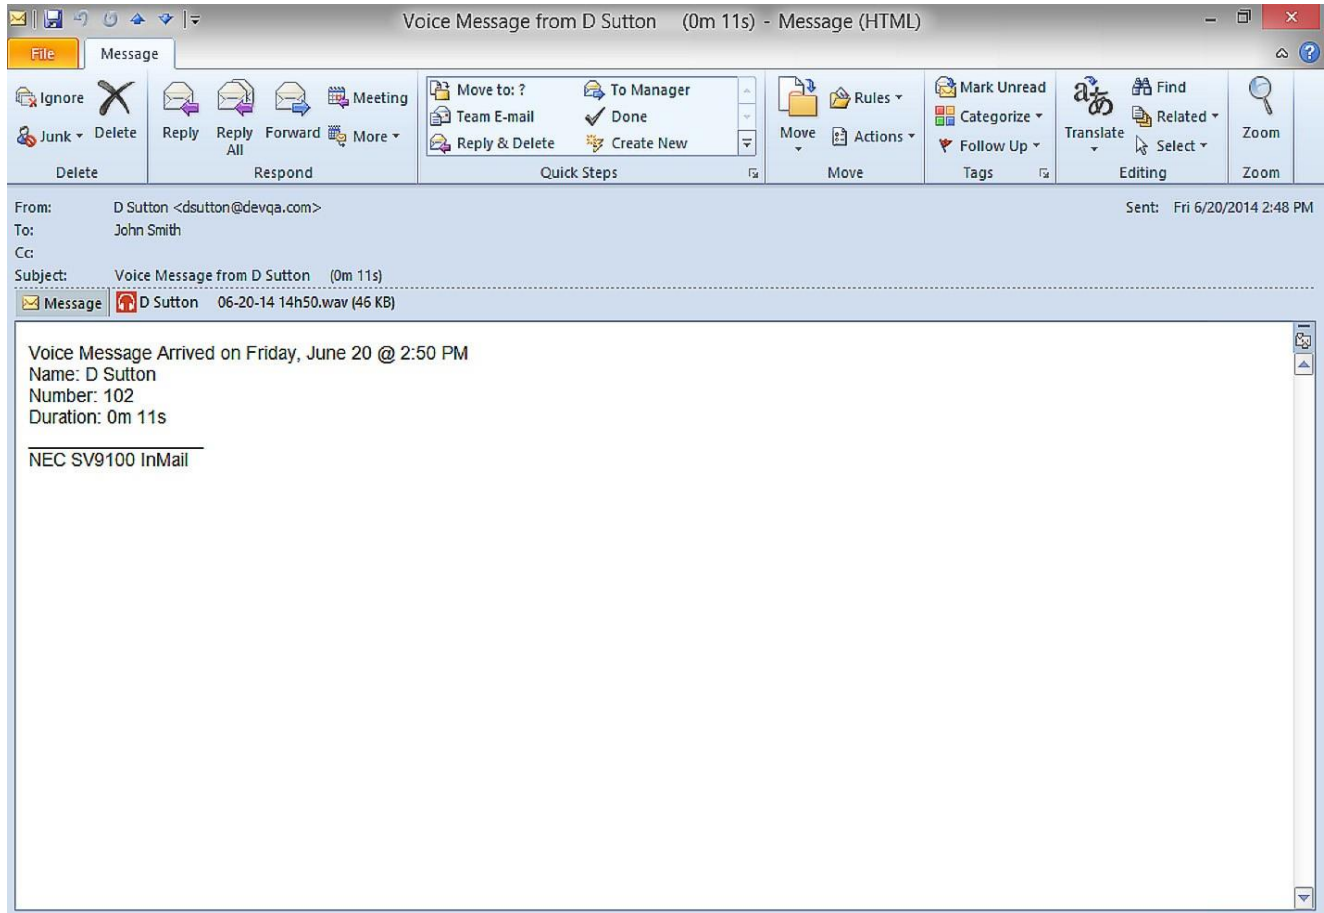 Voice Message from D Sutton (0m 11s) - Message (HTML)
File Message
Ignore
Junk
Delete
Reply
Reply All
Forward
Meeting
More
Move to: ?
Team E-mail
Reply & Delete
To Manager
Done
Create New
Move
Rules
Actions
Mark Unread
Categorize
Follow Up
Translate
Find
Related
Select
Zoom
Delete Respond Quick Steps Move Tags Editing Zoom
From: D Sutton <dsutton@devqa.com> Sent: Fri 6/20/2014 2:48 PM
To: John Smith
Cc:
Subject: Voice Message from D Sutton (0m 11s)
Message D Sutton 06-20-14 14h50.wav (46 KB)
Voice Message Arrived on Friday, June 20 @ 2:50 PM
Name: D Sutton
Number: 102
Duration: 0m 11s
NEC SV9100 InMail